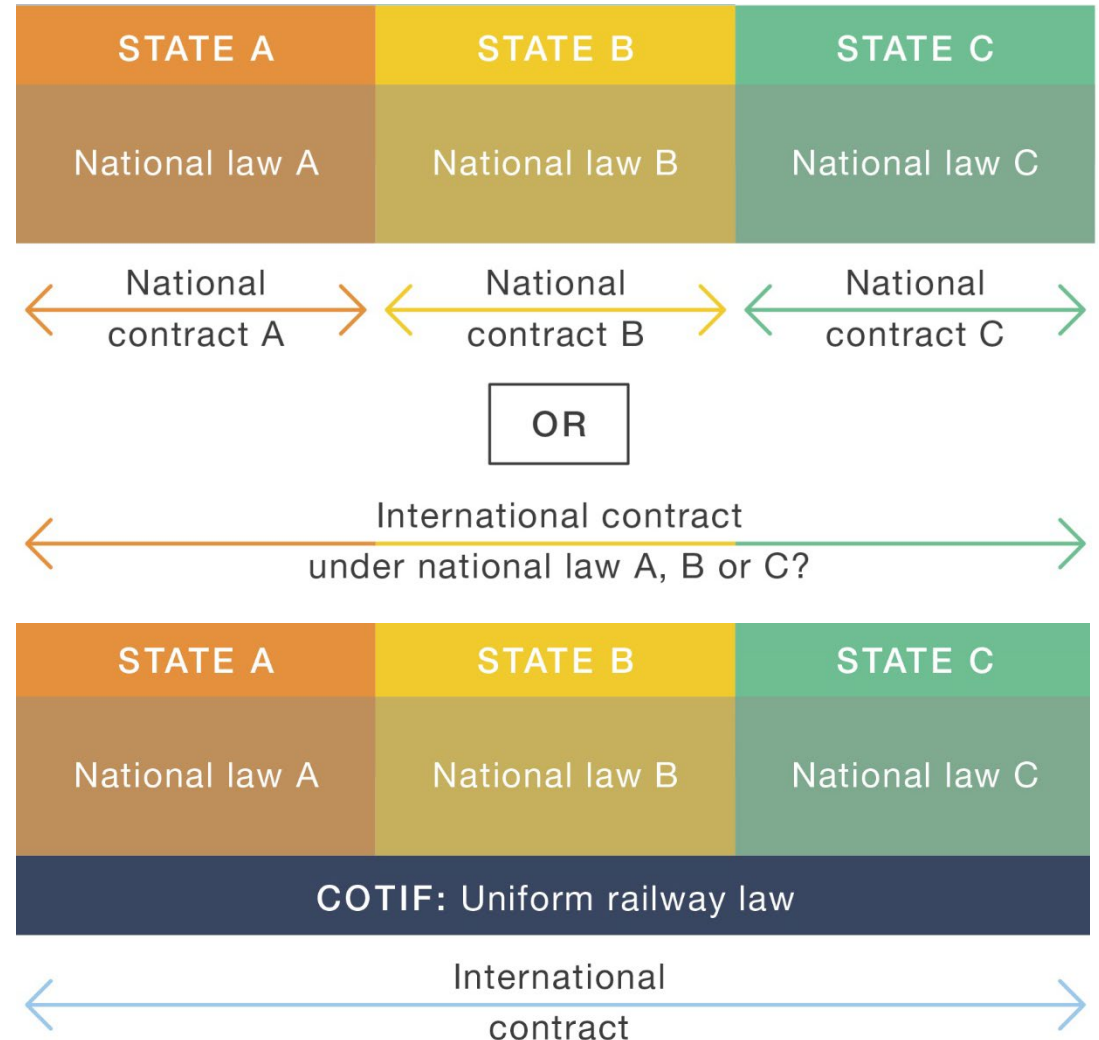 STATE A
STATE B
STATE C
National law A
National law B
National law C
National
contract A
National
contract B
National
contract C
OR
International contract
under national law A, B or C?
STATE A
STATE B
STATE C
National law A
National law B
National law C
COTIF: Uniform railway law
International
contract